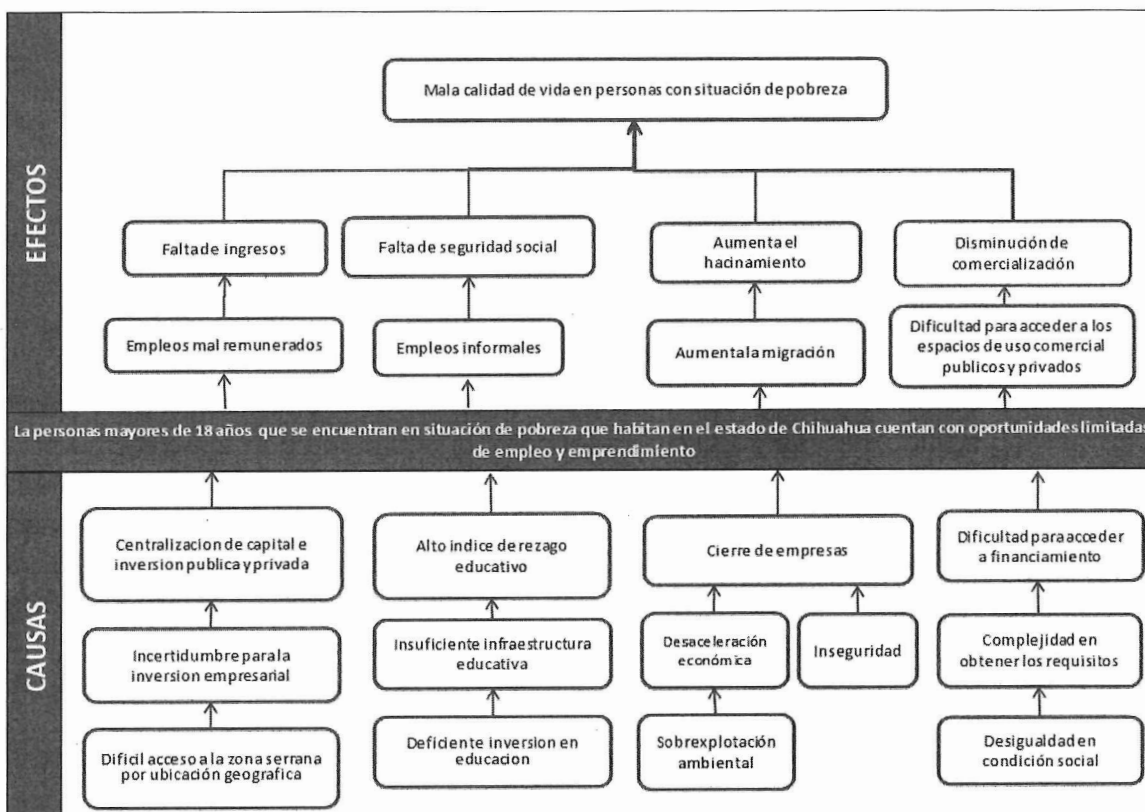 EFECTOS
Mala calidad de vida en personas con situación de pobreza
Falta de ingresos
Falta de seguridad social
Aumenta el
hacinamiento
Disminución de
comercialización
Empleos mal remunerados
Empleos informales
Aumenta la migración
Dificultad para acceder a los
espacios de uso comercial
publicos y privados
La personas mayores de 18 años que se encuentran en situación de pobreza que habitan en el estado de Chihuahua cuentan con oportunidades limitadas
de empleo y emprendimiento
CAUSAS
Centralizacion de capital e
inversion publica y privada
Alto indice de rezago
educativo
Cierre de empresas
Dificultad para acceder
a financiamiento
Incertidumbre para la
inversion empresarial
Insuficiente infraestructura
educativa
Desaceleración
económica
Inseguridad
Complejidad en
obtener los requisitos
Dificil acceso a la zona serrana
por ubicación geografica
Deficiente inversion en
educacion
Sobrexplotación
ambiental
Desigualdad en
condición social